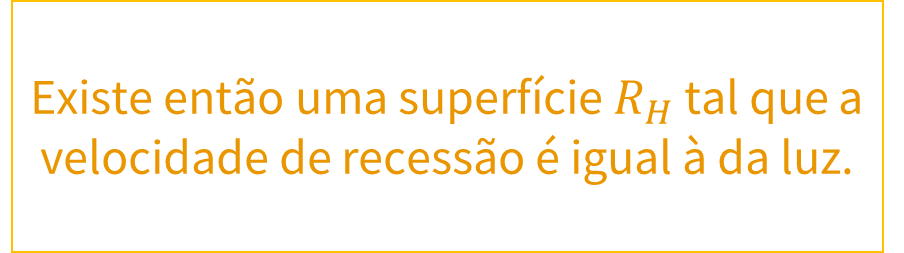 Existe então uma superfície $R_H$ tal que a
velocidade de recessão é igual à da luz.